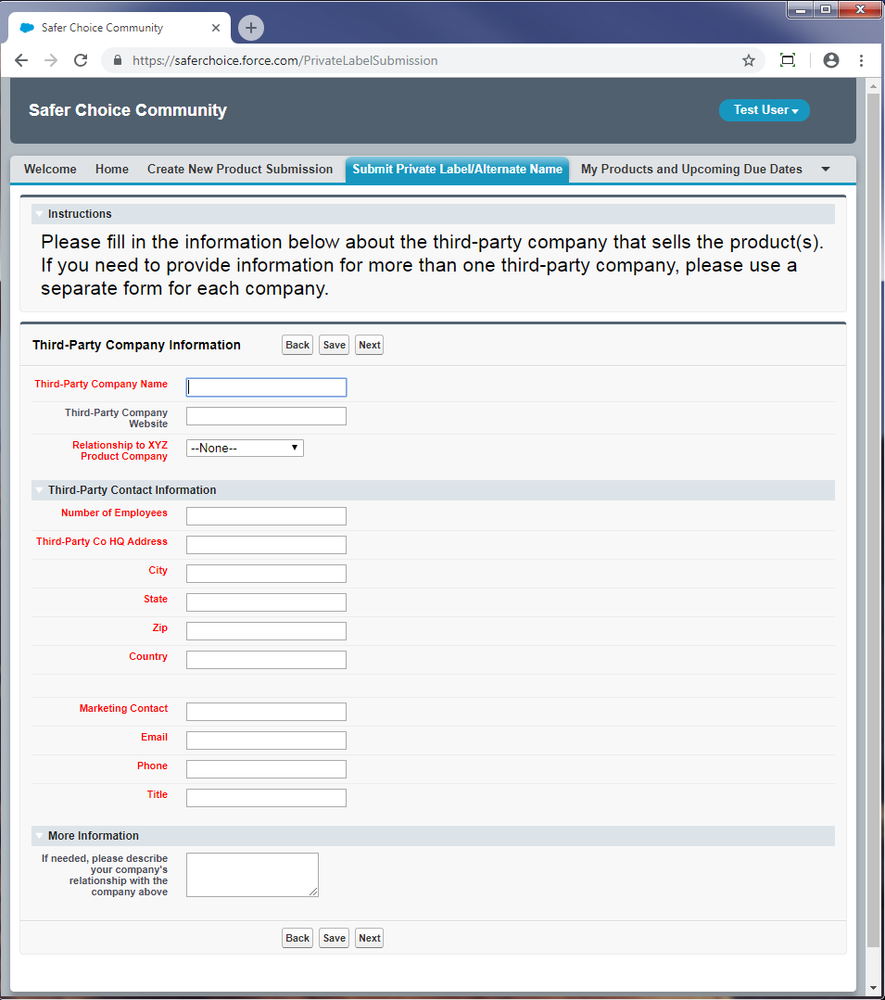 Safer Choice Community
https://saferchoice.force.com/PrivateLabelSubmission
Safer Choice Community
Test User
Welcome Home Create New Product Submission Submit Private Label/Alternate Name My Products and Upcoming Due Dates
Instructions
Please fill in the information below about the third-party company that sells the product(s).
If you need to provide information for more than one third-party company, please use a
separate form for each company.
Third-Party Company Information Back Save Next
Third-Party Company Name
Third-Party Company
Website
Relationship to XYZ
Product Company
--None--
Third-Party Contact Information
Number of Employees
Third-Party Co HQ Address
City
State
Zip
Country
Marketing Contact
Email
Phone
Title
More Information
If needed, please describe
your company's
relationship with the
company above
Back Save Next